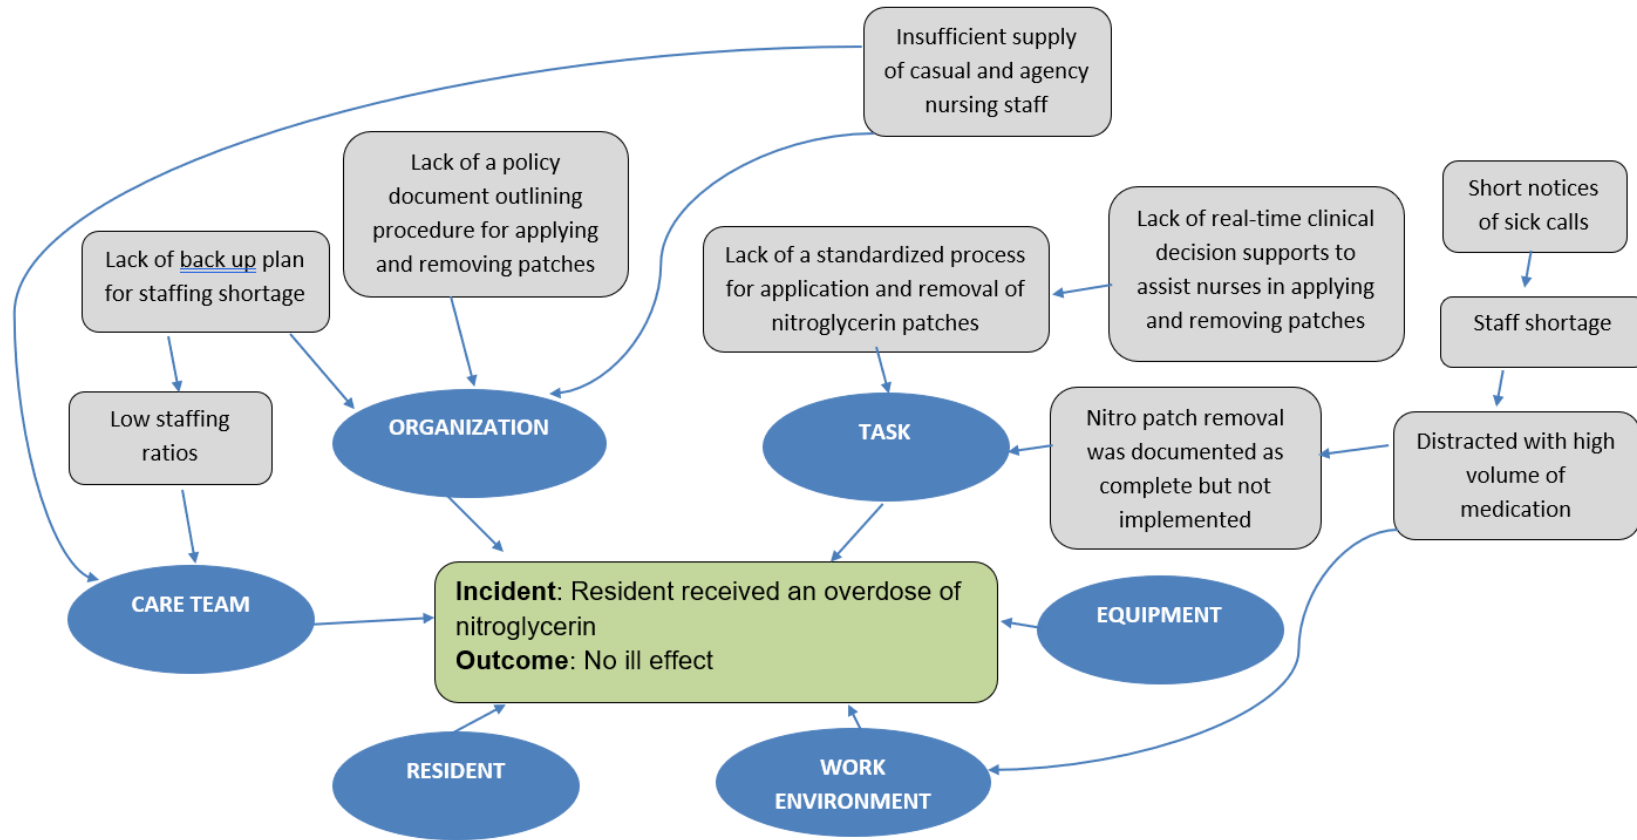 Insufficient supply
of casual and agency
nursing staff
Lack of a policy
document outlining
procedure for applying
and removing patches
Short notices
of sick calls
Lack of real-time clinical
decision supports to
assist nurses in applying
and removing patches
Lack of back up plan
for staffing shortage
Lack of a standardized process
for application and removal of
nitroglycerin patches
Staff shortage
Low staffing
ratios
ORGANIZATION
TASK
Nitro patch removal
was documented as
complete but not
implemented
Distracted with high
volume of
medication
CARE TEAM
Incident: Resident received an overdose of
nitroglycerin
Outcome: No ill effect
EQUIPMENT
RESIDENT
WORK
ENVIRONMENT